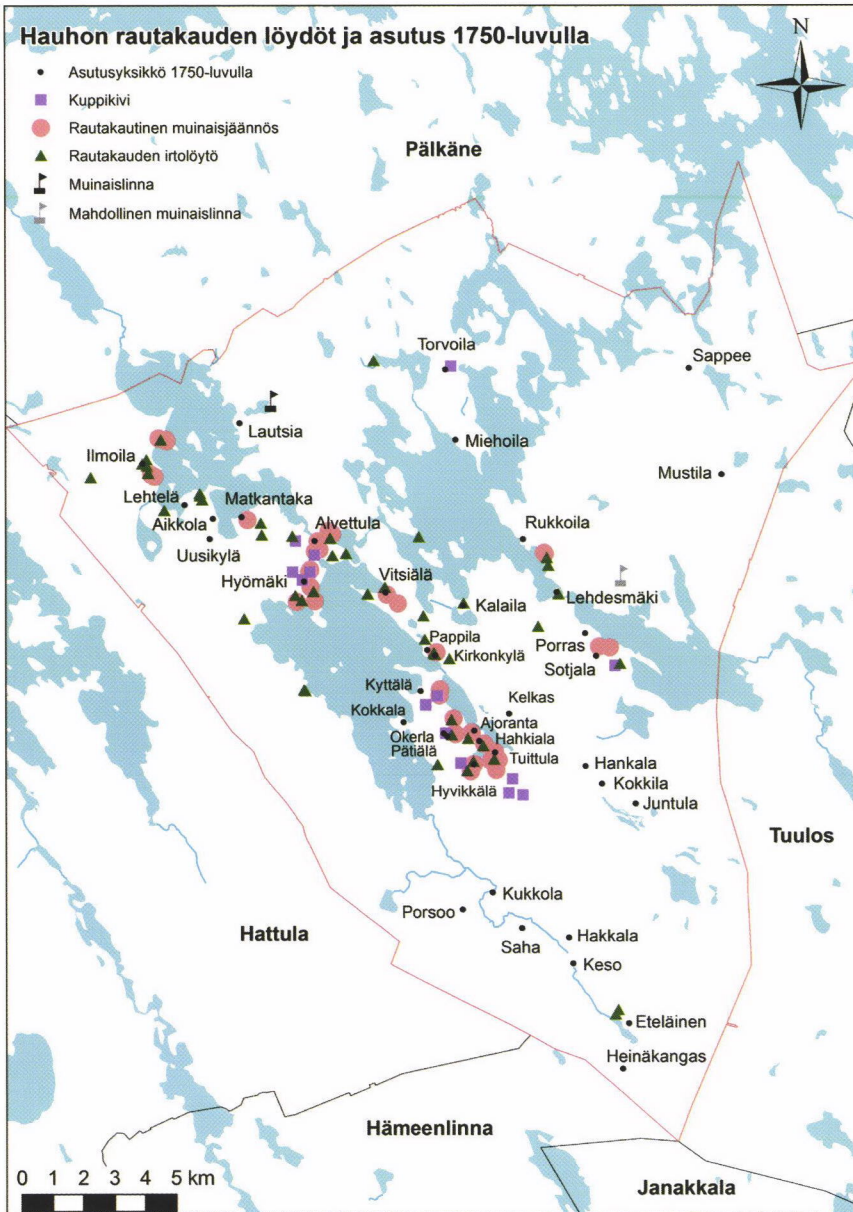 Hauhon rautakauden löydöt ja asutus 1750-luvulla
N
Asutusyksikkö 1750-luvulla
Kuppikivi
Rautakautinen muinaisjäännös
Rautakauden irtolöytö
Muinaislinna
Mahdollinen muinaislinna
Pälkäne
Torvoila
Sappee
Lautsia
Miehoila
Ilmoila
Mustila
Lehtelä
Matkantaka
Aikkola
Alvettula
Rukkoila
Uusikylä
Hyömäki
Vitsiälä
Lehdesmäki
Kalaila
Pappila
Porras
Kirkonkylä
Sotjala
Kyttälä
Kelkas
Kokkala
Ajoranta
Okerla
Hahkiala
Pätiälä
Tuittula
Hankala
Kokkila
Hyvikkälä
Juntula
Tuulos
Kukkola
Porsoo
Hattula
Saha
Hakkala
Keso
Eteläinen
Heinäkangas
Hämeenlinna
0 1 2 3 4 5 km
Janakkala